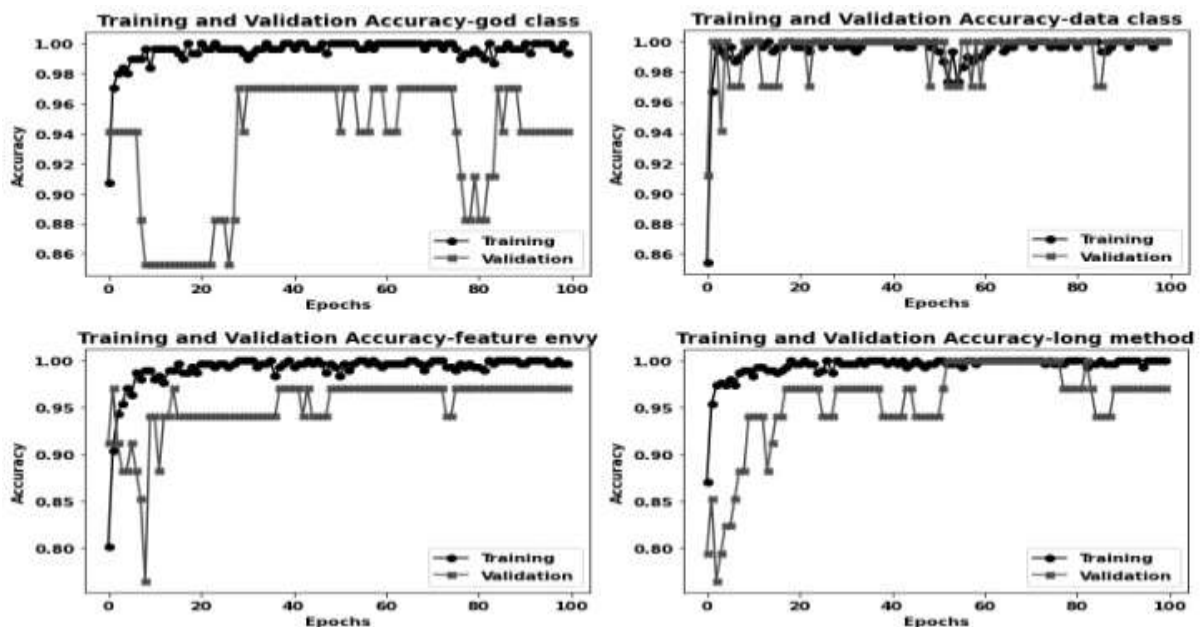 Training and Validation Accuracy-god class
1.00
0.98
0.96
0.94
0.92
0.90
0.88
0.86
Accuracy
Training
Validation
0 20 40 60 80 100
Epochs
Training and Validation Accuracy-data class
1.00
0.98
0.96
0.94
0.92
0.90
0.88
0.86
Accuracy
Training
Validation
0 20 40 60 80 100
Epochs
Training and Validation Accuracy-feature envy
1.00
0.95
0.90
0.85
0.80
Accuracy
Training
Validation
0 20 40 60 80 100
Epochs
Training and Validation Accuracy-long method
1.00
0.95
0.90
0.85
0.80
Accuracy
Training
Validation
0 20 40 60 80 100
Epochs